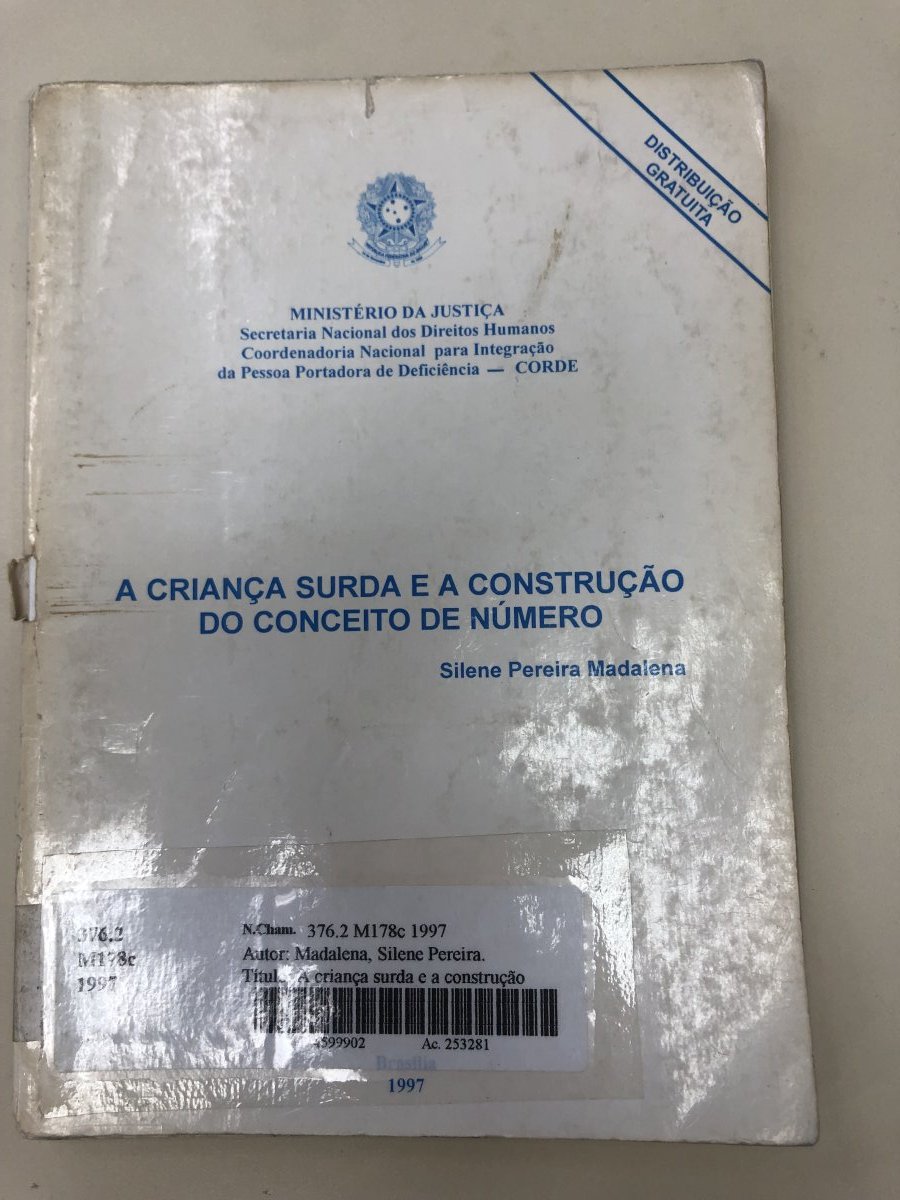 DISTRIBUIÇÃO
GRATUITA
MINISTÉRIO DA JUSTIÇA
Secretaria Nacional dos Direitos Humanos
Coordenadoria Nacional para Integração
da Pessoa Portadora de Deficiência — CORDE
A CRIANÇA SURDA E A CONSTRUÇÃO
DO CONCEITO DE NÚMERO
Silene Pereira Madalena
376.2
M178c
1997
N.Cham. 376.2 M178c 1997
Autor: Madalena, Silene Pereira.
Título: A criança surda e a construção
4599902 Ac. 253281
Brasília
1997